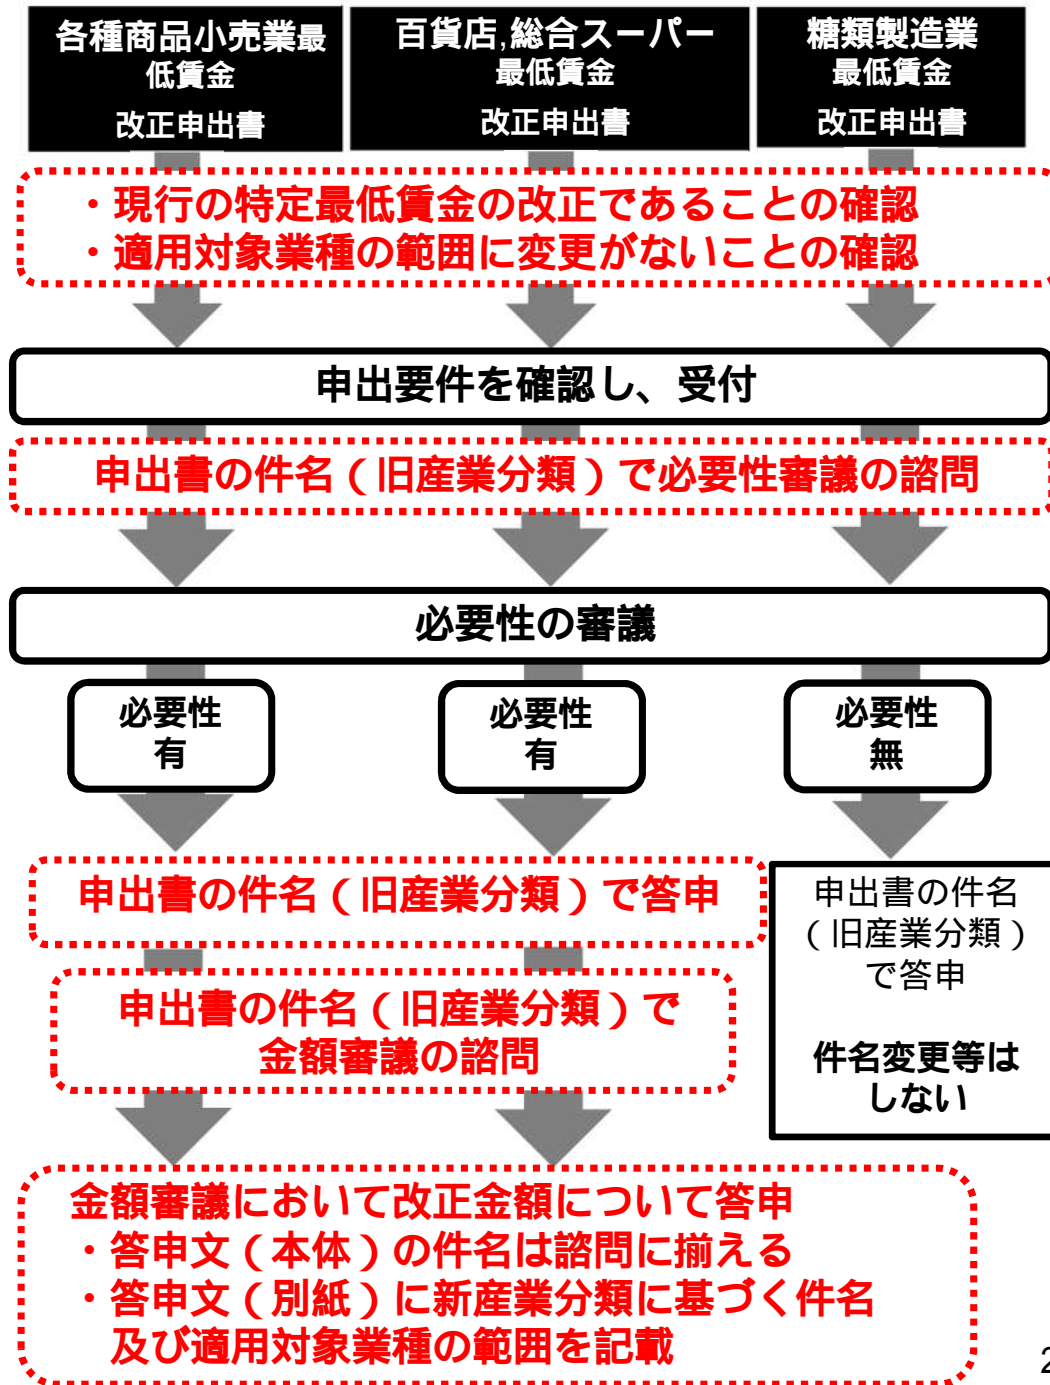 各種商品小売業最
低賃金
改正申出書
百貨店,総合スーパー
最低賃金
改正申出書
糖類製造業
最低賃金
改正申出書
・現行の特定最低賃金の改正であることの確認
・適用対象業種の範囲に変更がないことの確認
申出要件を確認し、受付
申出書の件名(旧産業分類)で必要性審議の諮問
必要性の審議
必要性
有
必要性
有
必要性
無
申出書の件名(旧産業分類)で答申
申出書の件名(旧産業分類)で
金額審議の諮問
申出書の件名
(旧産業分類)
で答申
件名変更等は
しない
金額審議において改正金額について答申
・答申文(本体)の件名は諮問に揃える
・答申文(別紙)に新産業分類に基づく件名
及び適用対象業種の範囲を記載
2